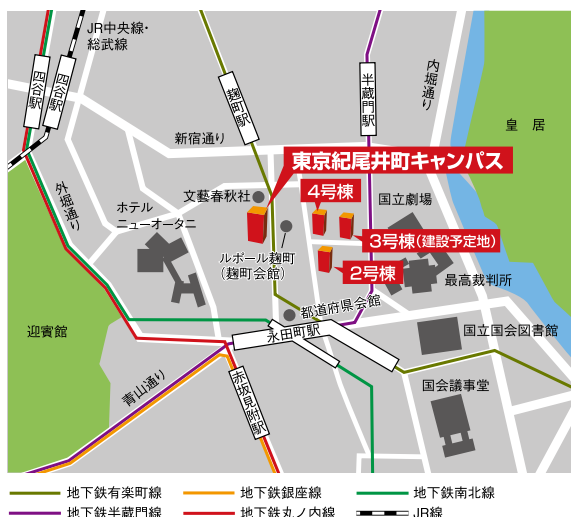 JR中央線・
総武線
四谷駅
四谷駅
麹町駅
半蔵門駅
内堀通り
皇居
新宿通り
東京紀尾井町キャンパス
外堀通り
文藝春秋社
4号棟
国立劇場
ホテル
ニューオータニ
3号棟(建設予定地)
ルポール麹町
(麹町会館)
2号棟
最高裁判所
都道府県会館
迎賓館
永田町駅
国立国会図書館
青山通り
赤坂見附駅
国会議事堂
地下鉄有楽町線
地下鉄銀座線
地下鉄南北線
地下鉄半蔵門線
地下鉄丸ノ内線
JR線